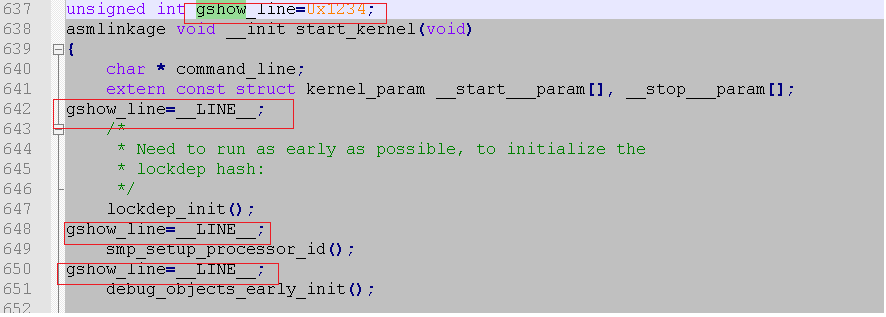 637 unsigned int gshow_line=0x1234;
638 asmlinkage void __init start_kernel(void)
639 {
640 char * command_line;
641 extern const struct kernel_param __start___param[], __stop___param[];
642 gshow_line=__LINE__;
643 /*
644 * Need to run as early as possible, to initialize the
645 * lockdep hash:
646 */
647 lockdep_init();
648 gshow_line=__LINE__;
649 smp_setup_processor_id();
650 gshow_line=__LINE__;
651 debug_objects_early_init();
652